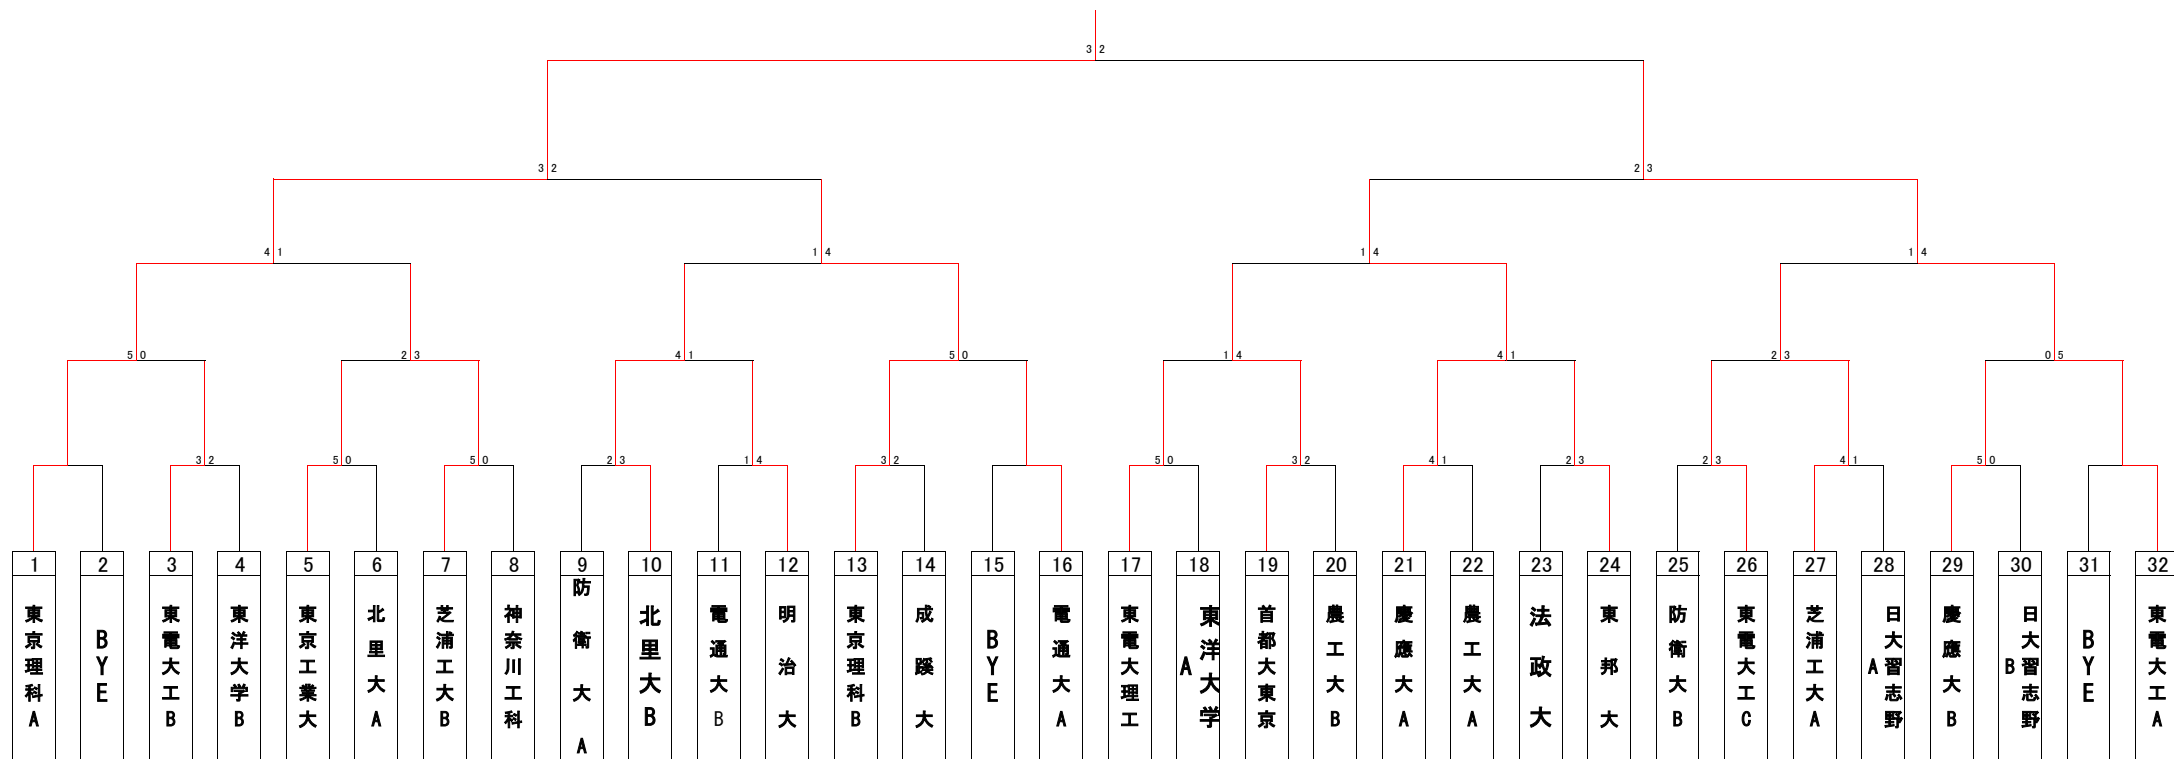 3 2
3 2
2 3
4 1
1 4
1 4
1 4
5 0
2 3
4 1
5 0
1 4
4 1
2 3
0 5
3 2
5 0
5 0
2 3
1 4
3 2
5 0
3 2
4 1
2 3
2 3
4 1
5 0
1
2
3
4
5
6
7
8
9
10
11
12
13
14
15
16
17
18
19
20
21
22
23
24
25
26
27
28
29
30
31
32
東京理科A
BYE
東電大工B
東洋大学B
東京工業大
北里大A
芝浦工大B
神奈川工科
防衛大A
北里大B
電通大B
明治大
東京理科B
成蹊大
BYE
電通大A
東電大理工
東洋大学
A
首都大東京
農工大B
慶應大A
農工大A
法政大
東邦大
防衛大B
東電大工C
芝浦工大A
日大習志野
A
慶應大B
日大習志野
B
BYE
東電大工A